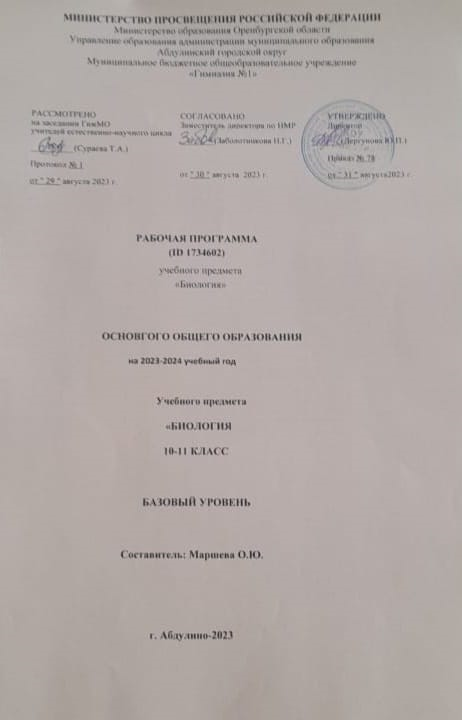 МИНИСТЕРСТВО ПРОСВЕЩЕНИЯ РОССИЙСКОЙ ФЕДЕРАЦИИ
Министерство образования Оренбургской области
Управление образования администрации муниципального образования
Абдулинский городской округ
Муниципальное бюджетное общеобразовательное учреждение
«Гимназия №1»
РАССМОТРЕНО
на заседании ГимМО
учителей естественно-научного цикла
(Сураева Т.А.)
Протокол № 1
от " 29 " августа 2023 г.
СОГЛАСОВАНО
Заместитель директора по НМР
(Заболотникова Н.Г.)
от " 30 " августа 2023 г.
УТВЕРЖДЕНО
Директор
(Дергунова Ю.П.)
Приказ № 78
от " 31 " августа2023 г.
РАБОЧАЯ ПРОГРАММА
(ID 1734602)
учебного предмета
«Биология»
ОСНОВГОГО ОБЩЕГО ОБРАЗОВАНИЯ
на 2023-2024 учебный год
Учебного предмета
«БИОЛОГИЯ
10-11 КЛАСС
БАЗОВЫЙ УРОВЕНЬ
Составитель: Маршева О.Ю.
г. Абдулино-2023